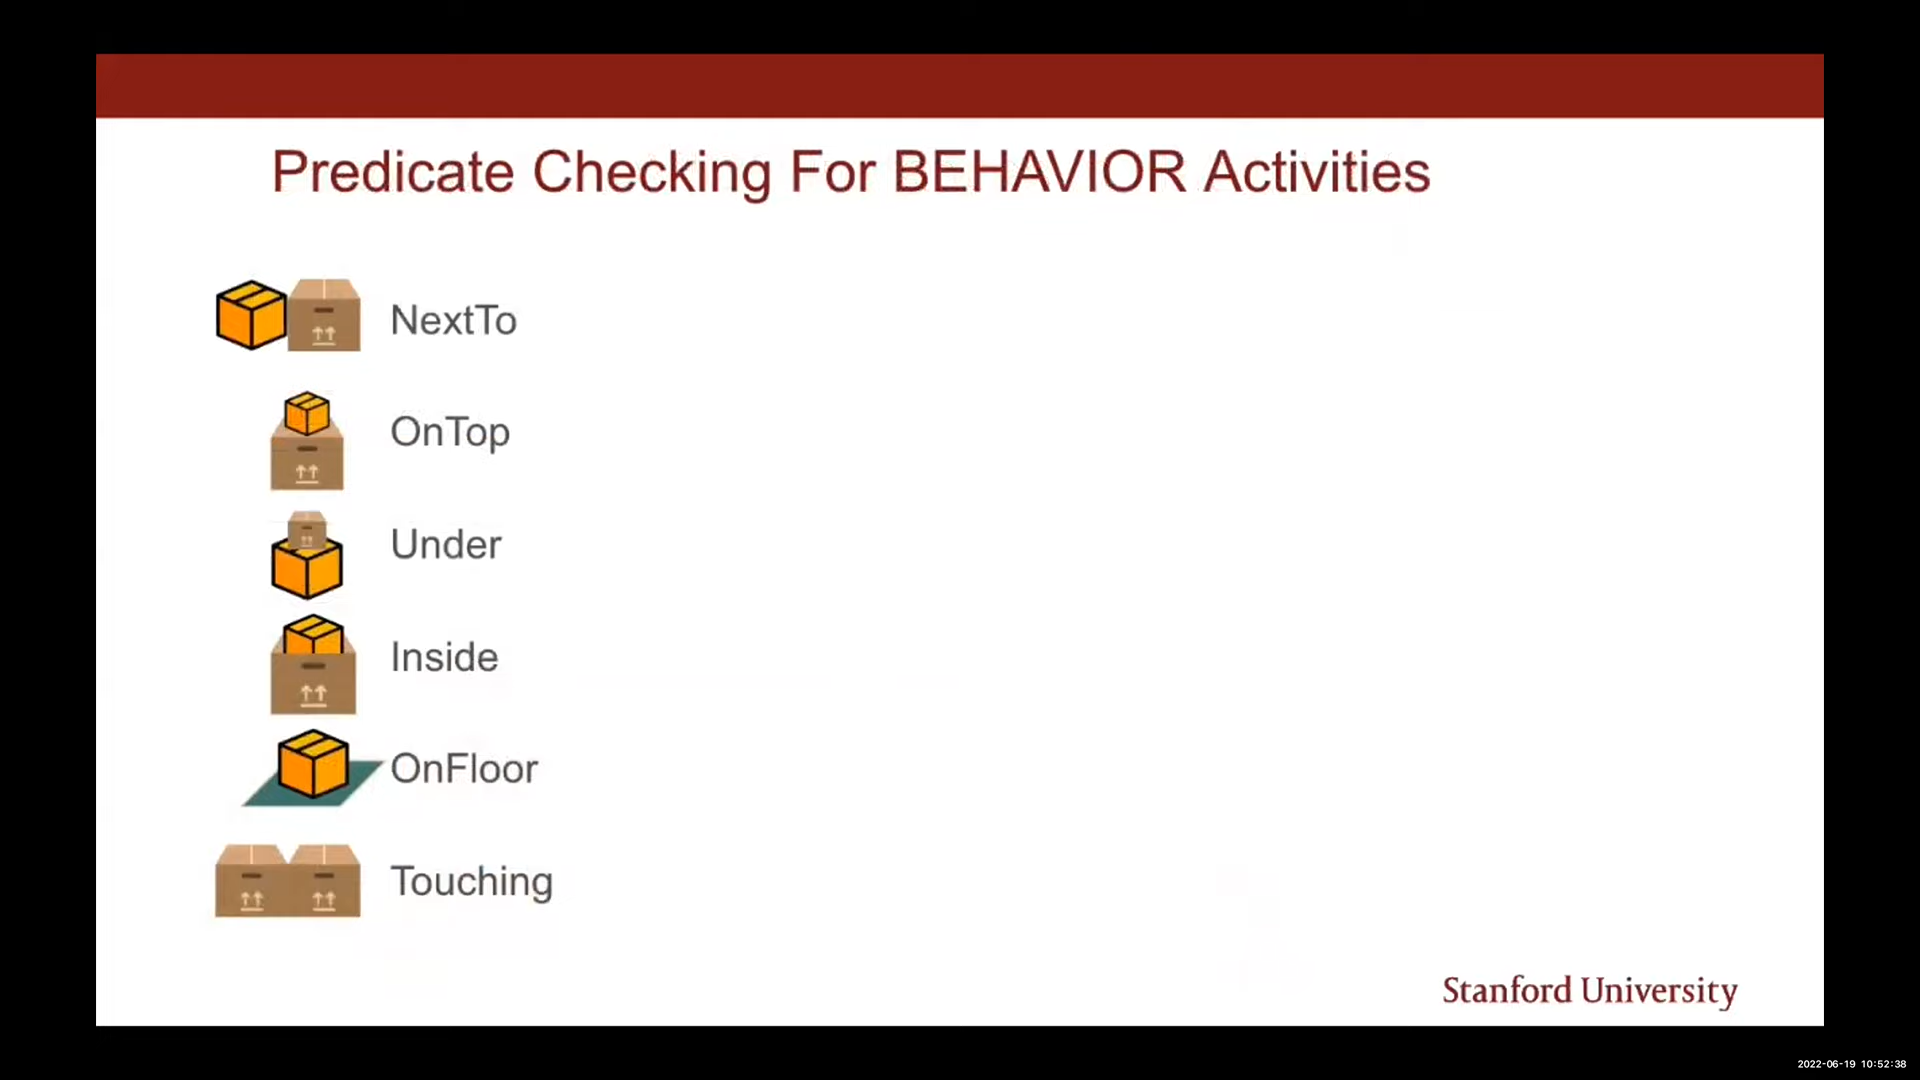 Predicate Checking For BEHAVIOR Activities
NextTo
OnTop
Under
Inside
OnFloor
Touching
Stanford University
2022-06-19 10:52:38